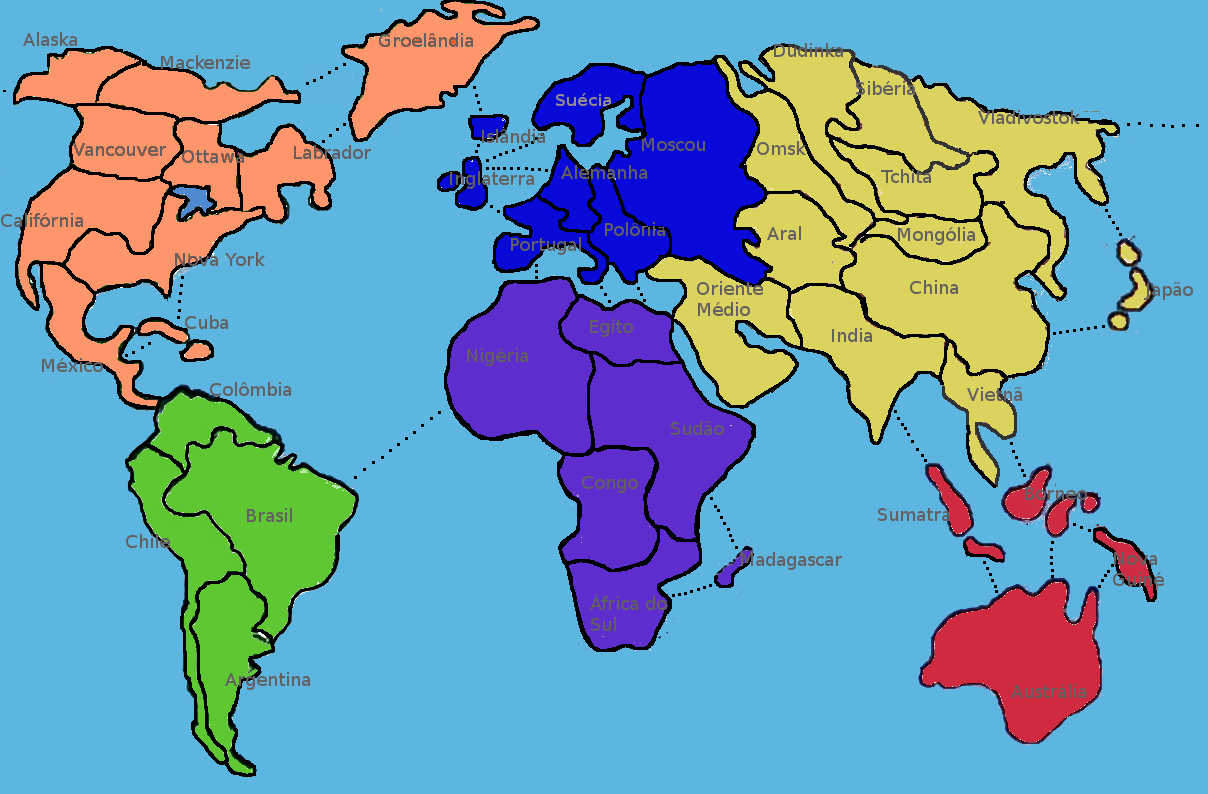 Alaska
Mackenzie
Groelândia
Vancouver
Ottawa
Labrador
Califórnia
Nova York
Cuba
México
Colômbia
Brasil
Chile
Argentina
Islândia
Suécia
Moscou
Inglaterra
Alemanha
Polônia
Portugal
Nigéria
Egito
Sudão
Congo
Madagascar
África do
Sul
Dudinka
Sibéria
Vladivostok
Omsk
Tchita
Aral
Mongólia
Oriente
Médio
China
Japão
India
Vietnã
Sumatra
Borneo
Nova
Guiné
Austrália